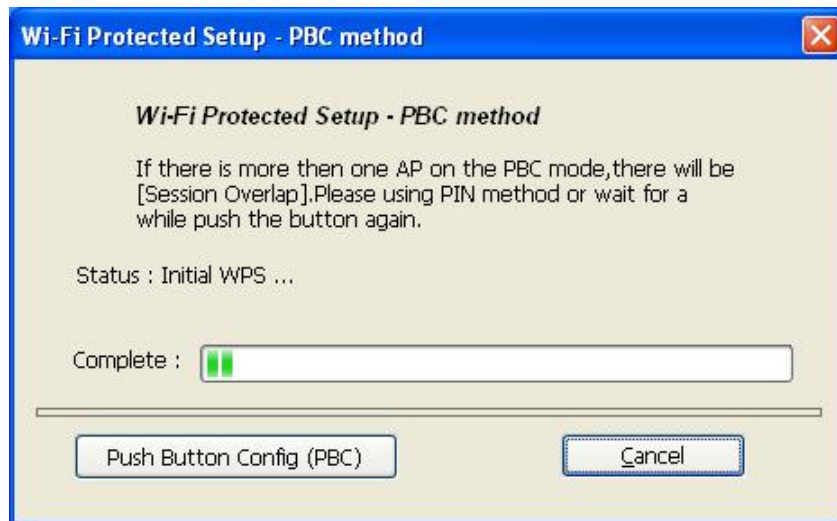 Wi-Fi Protected Setup - PBC method
Wi-Fi Protected Setup - PBC method
If there is more then one AP on the PBC mode,there will be
[Session Overlap].Please using PIN method or wait for a
while push the button again.
Status : Initial WPS ...
Complete :
Push Button Config (PBC)
Cancel